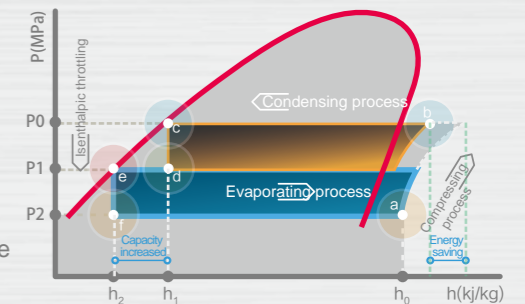 P(MPa)
Isenthalpic throttling
P0
P1
P2
Condensing process
Evaporating process
Compressing
process
a
b
c
d
e
f
Capacity
increased
Energy
saving
e
h2
h1
h0
h(kj/kg)